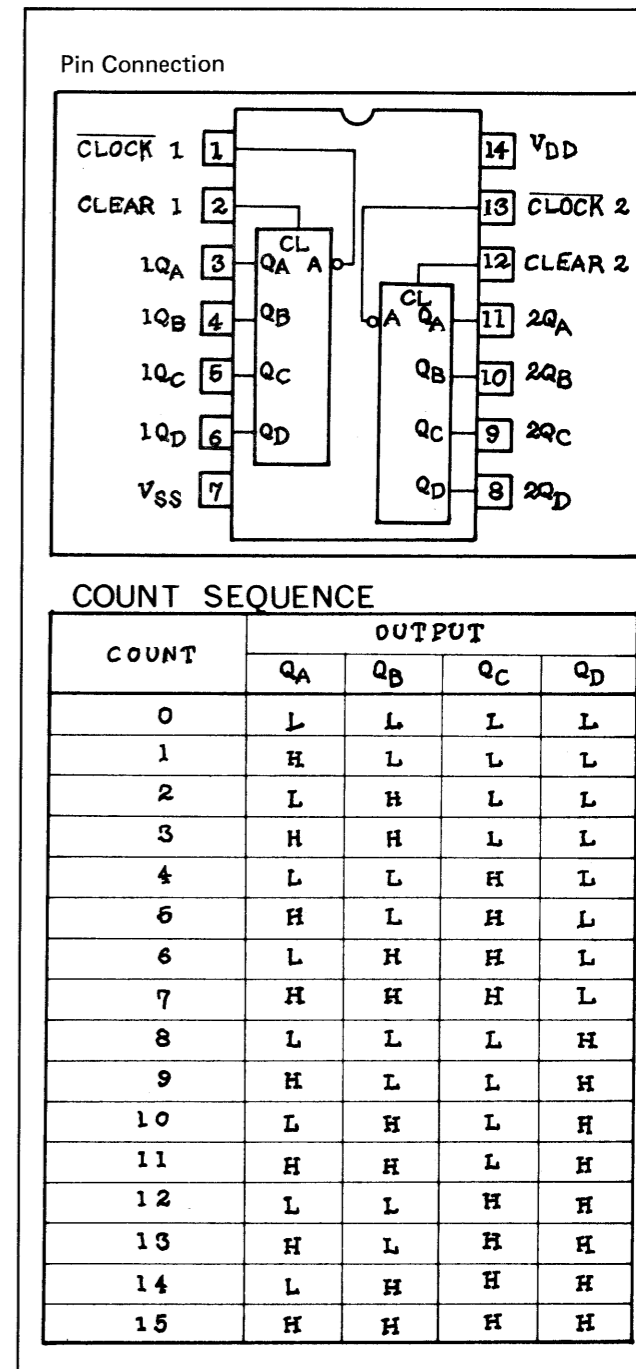 Pin Connection
CLOCK 1 1 14 VDD
CLEAR 1 2 13 CLOCK 2
CL
1QA 3 QA A 12 CLEAR 2
CL
1QB 4 QB A QA 11 2QA
1QC 5 QC QB 10 2QB
1QD 6 QD QC 9 2QC
VSS 7 QD 8 2QD
COUNT SEQUENCE
COUNT OUTPUT
QA QB QC QD
0 L L L L
1 H L L L
2 L H L L
3 H H L L
4 L L H L
5 H L H L
6 L H H L
7 H H H L
8 L L L H
9 H L L H
10 L H L H
11 H H L H
12 L L H H
13 H L H H
14 L H H H
15 H H H H